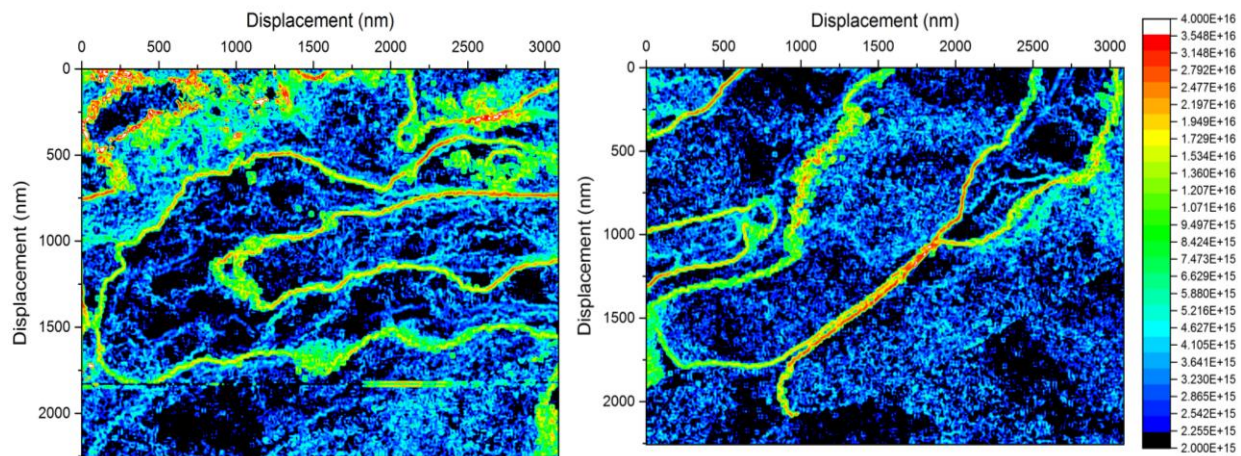 Displacement (nm)
0 500 1000 1500 2000 2500 3000
Displacement (nm)
0
500
1000
1500
2000
Displacement (nm)
0 500 1000 1500 2000 2500 3000
Displacement (nm)
0
500
1000
1500
2000
4.000E+16
3.548E+16
3.148E+16
2.792E+16
2.477E+16
2.197E+16
1.949E+16
1.729E+16
1.534E+16
1.360E+16
1.207E+16
1.071E+16
9.497E+15
8.424E+15
7.473E+15
6.629E+15
5.880E+15
5.216E+15
4.627E+15
4.105E+15
3.641E+15
3.230E+15
2.865E+15
2.542E+15
2.255E+15
2.000E+15